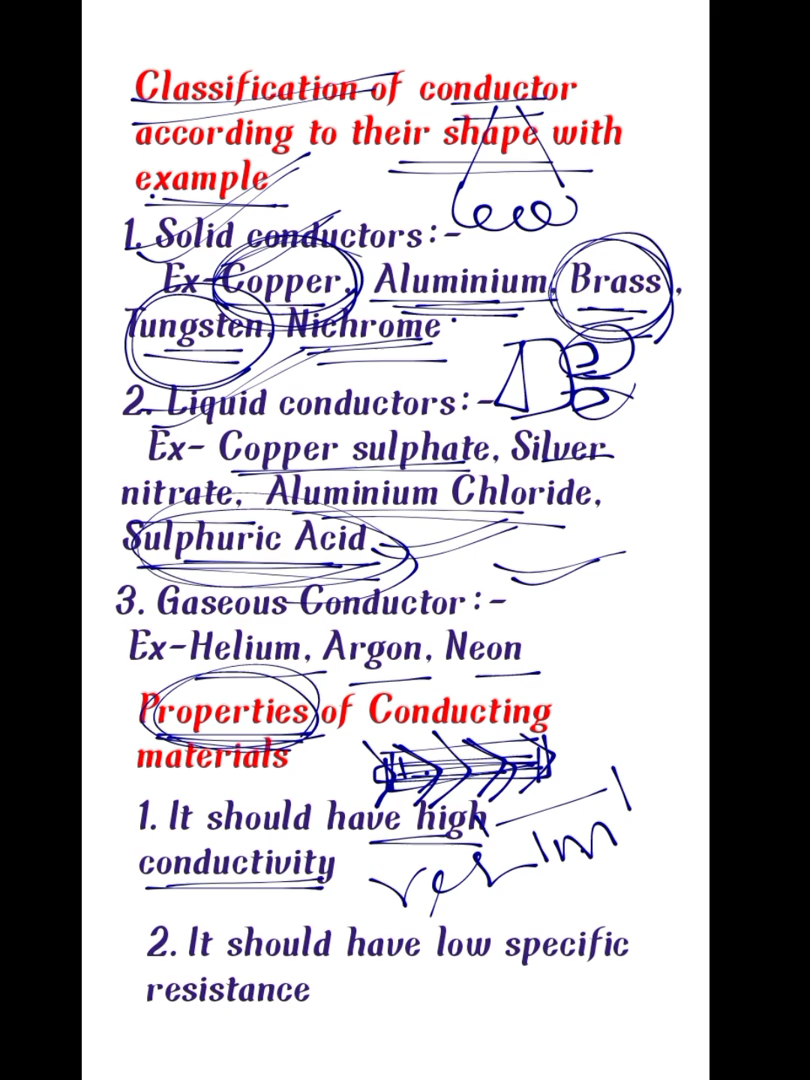 Classification of conductor
according to their shape with
example
1. Solid conductors:-
Ex-Copper, Aluminium, Brass,
Tungsten, Nichrome
2. Liquid conductors:-
Ex- Copper sulphate, Silver
nitrate, Aluminium Chloride,
Sulphuric Acid
3. Gaseous Conductor:-
Ex-Helium, Argon, Neon
Properties of Conducting
materials
1. It should have high
conductivity
2. It should have low specific
resistance